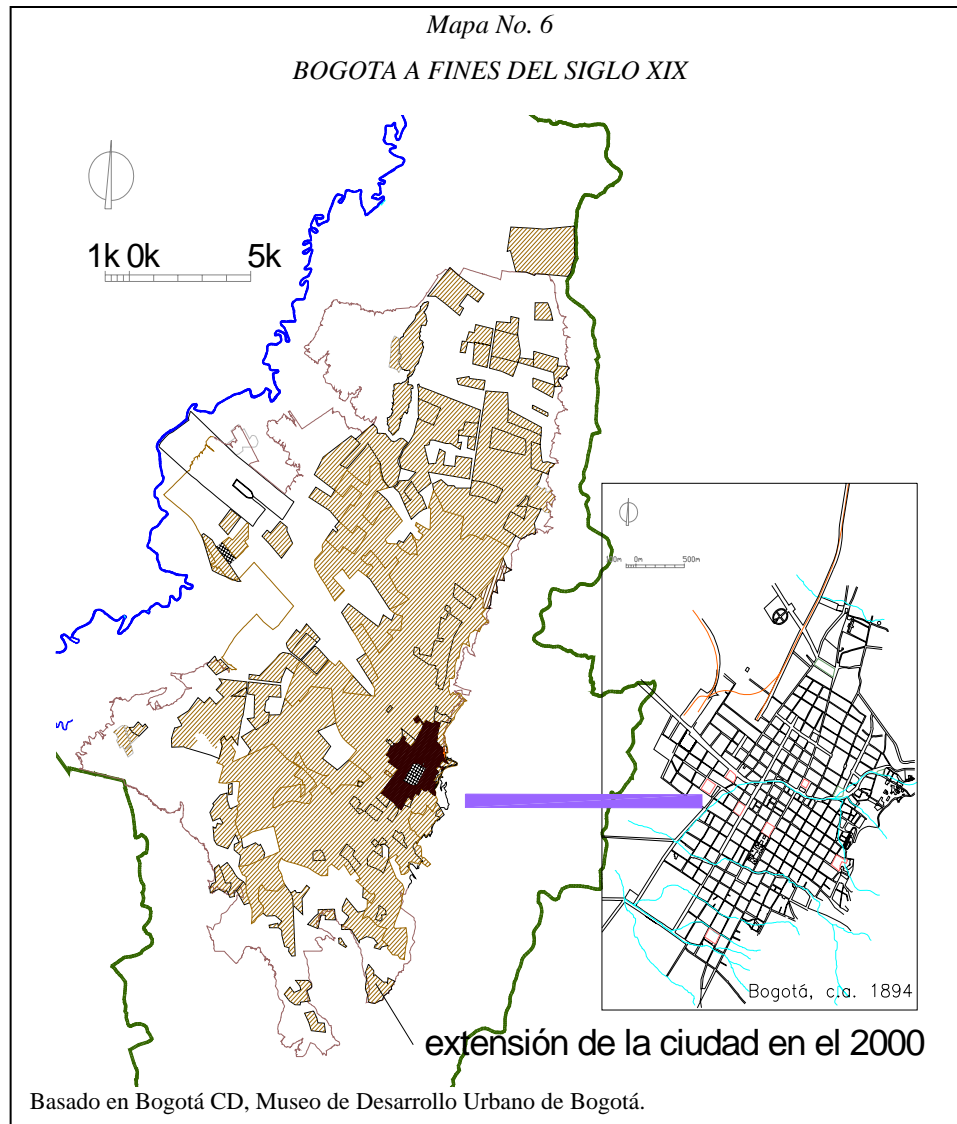 Mapa No. 6
BOGOTA A FINES DEL SIGLO XIX
1k 0k 5k
100m 0m 500m
Bogotá, c.a. 1894
extensión de la ciudad en el 2000
Basado en Bogotá CD, Museo de Desarrollo Urbano de Bogotá.